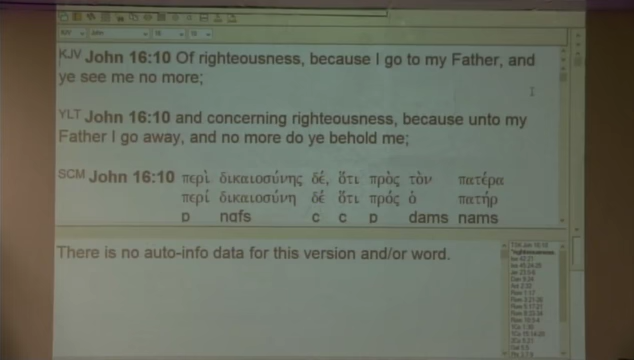 KJV John 16:10 Of righteousness, because I go to my Father, and
ye see me no more;
YLT John 16:10 and concerning righteousness, because unto my
Father I go away, and no more do ye behold me;
SCM John 16:10 περὶ δικαιοσύνης δέ, ὅτι πρὸς τὸν πατέρα
περί δικαιοσύνη δέ ὅτι πρός ὁ πατήρ
p ngfs c c p dams nams
There is no auto-info data for this version and/or word.